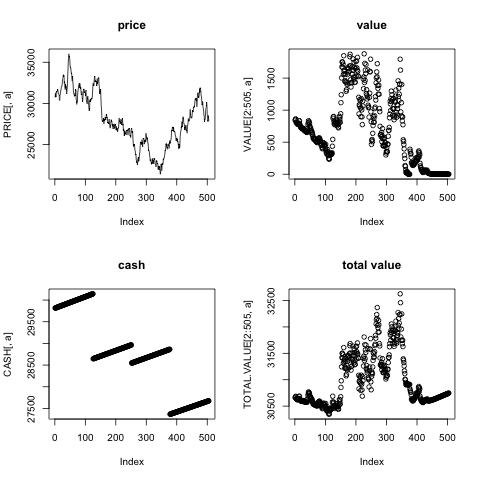 price
PRICE[, a]
25000 30000 35000
0 100 200 300 400 500
Index
value
VALUE[2:505, a]
0 500 1000 1500
0 100 200 300 400 500
Index
cash
CASH[, a]
27500 28500 29500
0 100 200 300 400 500
Index
total value
TOTAL.VALUE[2:505, a]
30500 31500 32500
0 100 200 300 400 500
Index